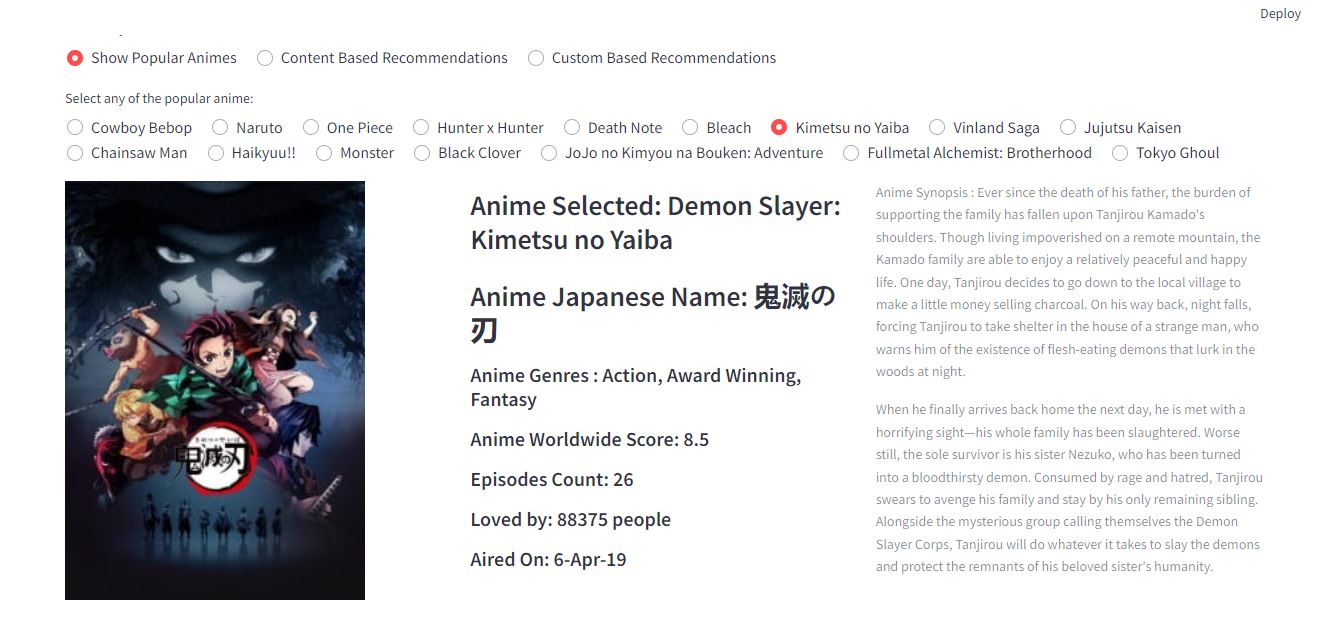 Deploy
Show Popular Animes Content Based Recommendations Custom Based Recommendations
Select any of the popular anime:
Cowboy Bebop Naruto One Piece Hunter x Hunter Death Note Bleach Kimetsu no Yaiba Vinland Saga Jujutsu Kaisen
Chainsaw Man Haikyuu!! Monster Black Clover JoJo no Kimyou na Bouken: Adventure Fullmetal Alchemist: Brotherhood Tokyo Ghoul
鬼滅の刃
Anime Selected: Demon Slayer:
Kimetsu no Yaiba
Anime Japanese Name: 鬼滅の
刃
Anime Genres : Action, Award Winning,
Fantasy
Anime Worldwide Score: 8.5
Episodes Count: 26
Loved by: 88375 people
Aired On: 6-Apr-19
Anime Synopsis : Ever since the death of his father, the burden of
supporting the family has fallen upon Tanjirou Kamado's
shoulders. Though living impoverished on a remote mountain, the
Kamado family are able to enjoy a relatively peaceful and happy
life. One day, Tanjirou decides to go down to the local village to
make a little money selling charcoal. On his way back, night falls,
forcing Tanjirou to take shelter in the house of a strange man, who
warns him of the existence of flesh-eating demons that lurk in the
woods at night.
When he finally arrives back home the next day, he is met with a
horrifying sight—his whole family has been slaughtered. Worse
still, the sole survivor is his sister Nezuko, who has been turned
into a bloodthirsty demon. Consumed by rage and hatred, Tanjirou
swears to avenge his family and stay by his only remaining sibling.
Alongside the mysterious group calling themselves the Demon
Slayer Corps, Tanjirou will do whatever it takes to slay the demons
and protect the remnants of his beloved sister's humanity.